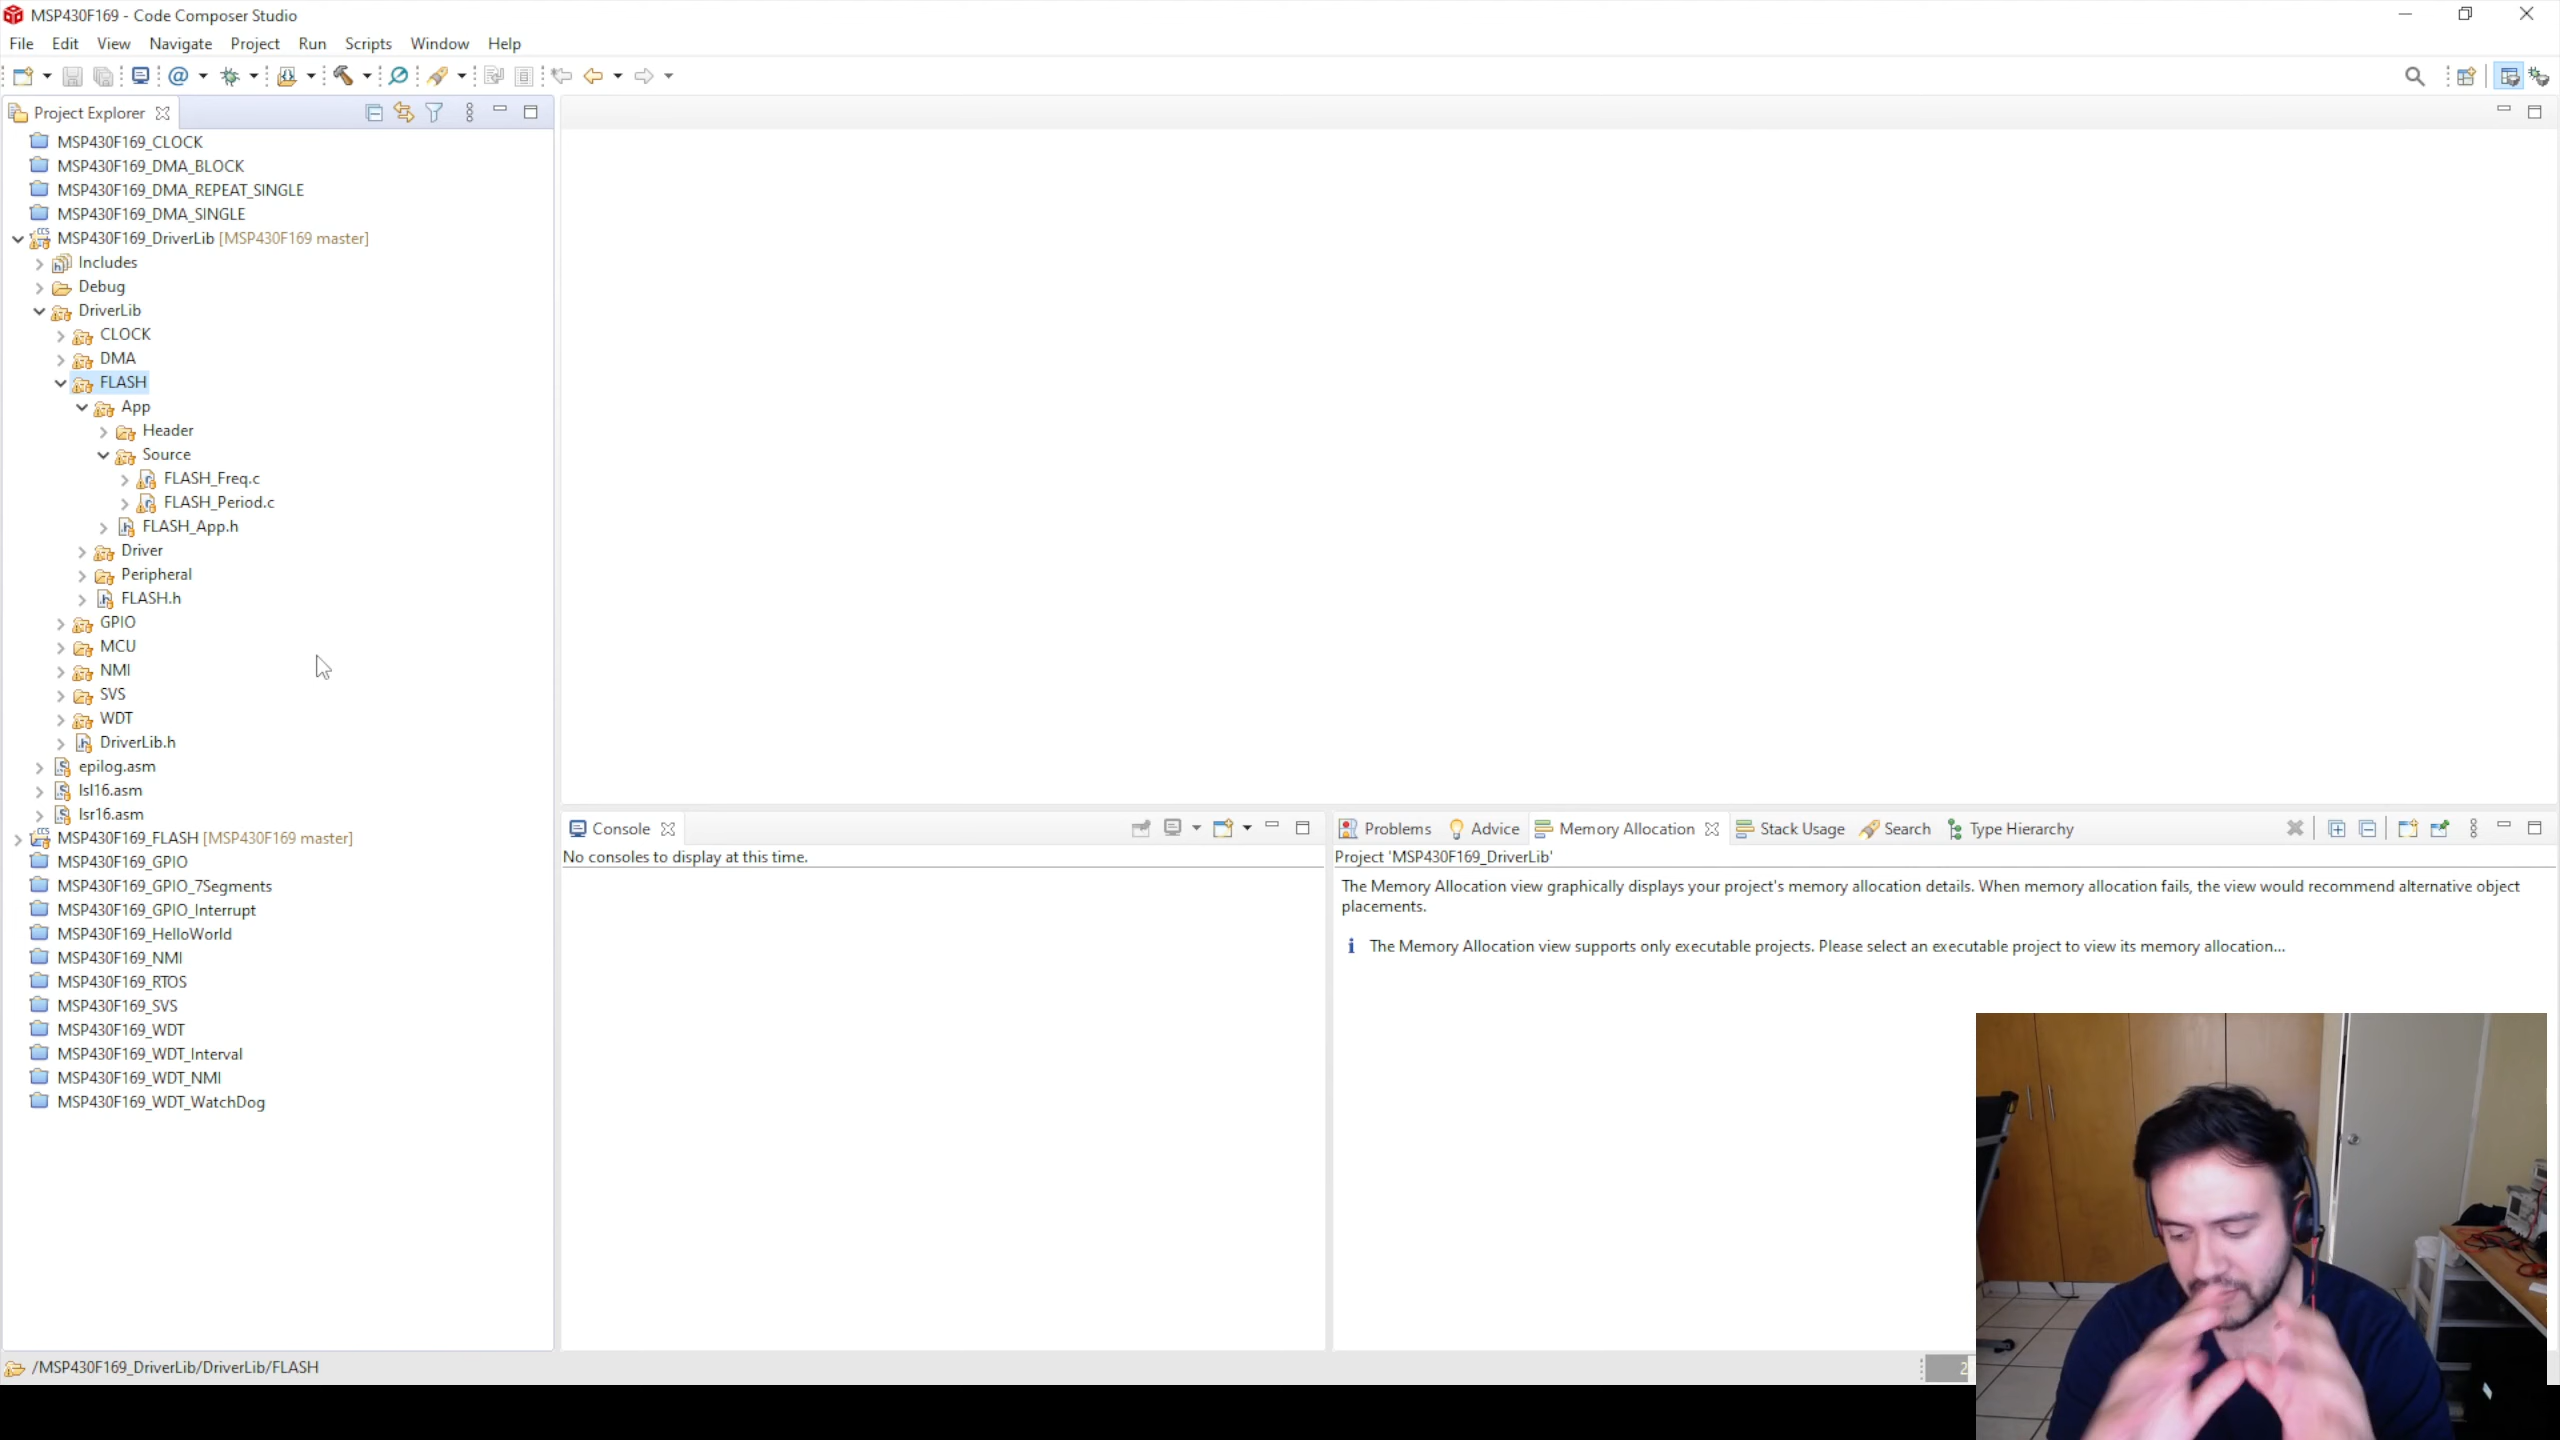 MSP430F169 - Code Composer Studio
File Edit View Navigate Project Run Scripts Window Help
Project Explorer
MSP430F169_CLOCK
MSP430F169_DMA_BLOCK
MSP430F169_DMA_REPEAT_SINGLE
MSP430F169_DMA_SINGLE
MSP430F169_DriverLib [MSP430F169 master]
Includes
Debug
DriverLib
CLOCK
DMA
FLASH
App
Header
Source
FLASH_Freq.c
FLASH_Period.c
FLASH_App.h
Driver
Peripheral
FLASH.h
GPIO
MCU
NMI
SVS
WDT
DriverLib.h
epilog.asm
lsl16.asm
lsr16.asm
MSP430F169_FLASH [MSP430F169 master]
MSP430F169_GPIO
MSP430F169_GPIO_7Segments
MSP430F169_GPIO_Interrupt
MSP430F169_HelloWorld
MSP430F169_NMI
MSP430F169_RTOS
MSP430F169_SVS
MSP430F169_WDT
MSP430F169_WDT_Interval
MSP430F169_WDT_NMI
MSP430F169_WDT_WatchDog
Console
No consoles to display at this time.
Problems Advice Memory Allocation Stack Usage Search Type Hierarchy
Project 'MSP430F169_DriverLib'
The Memory Allocation view graphically displays your project's memory allocation details. When memory allocation fails, the view would recommend alternative object
placements.
The Memory Allocation view supports only executable projects. Please select an executable project to view its memory allocation...
/MSP430F169_DriverLib/DriverLib/FLASH
2